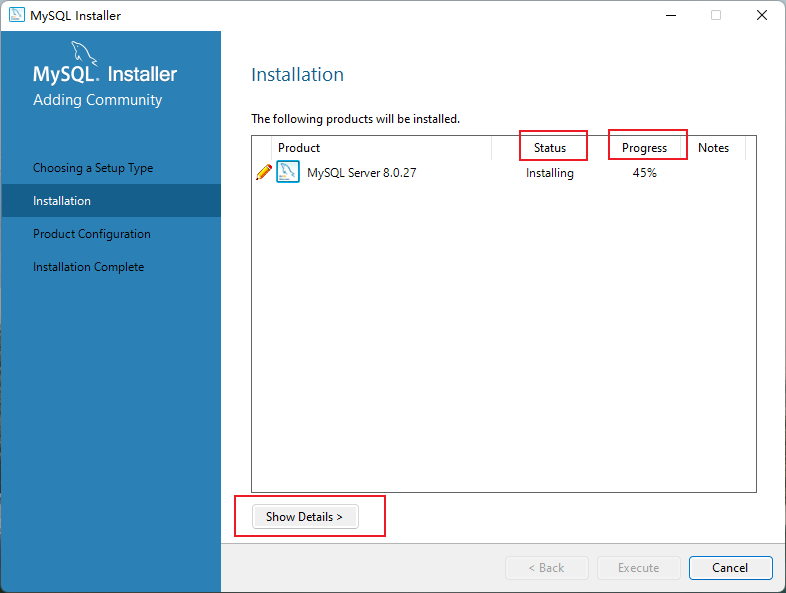 MySQL Installer
MySQL. Installer
Adding Community
Choosing a Setup Type
Installation
Product Configuration
Installation Complete
Installation
The following products will be installed.
Product Status Progress Notes
MySQL Server 8.0.27 Installing 45%
Show Details >
< Back Execute Cancel